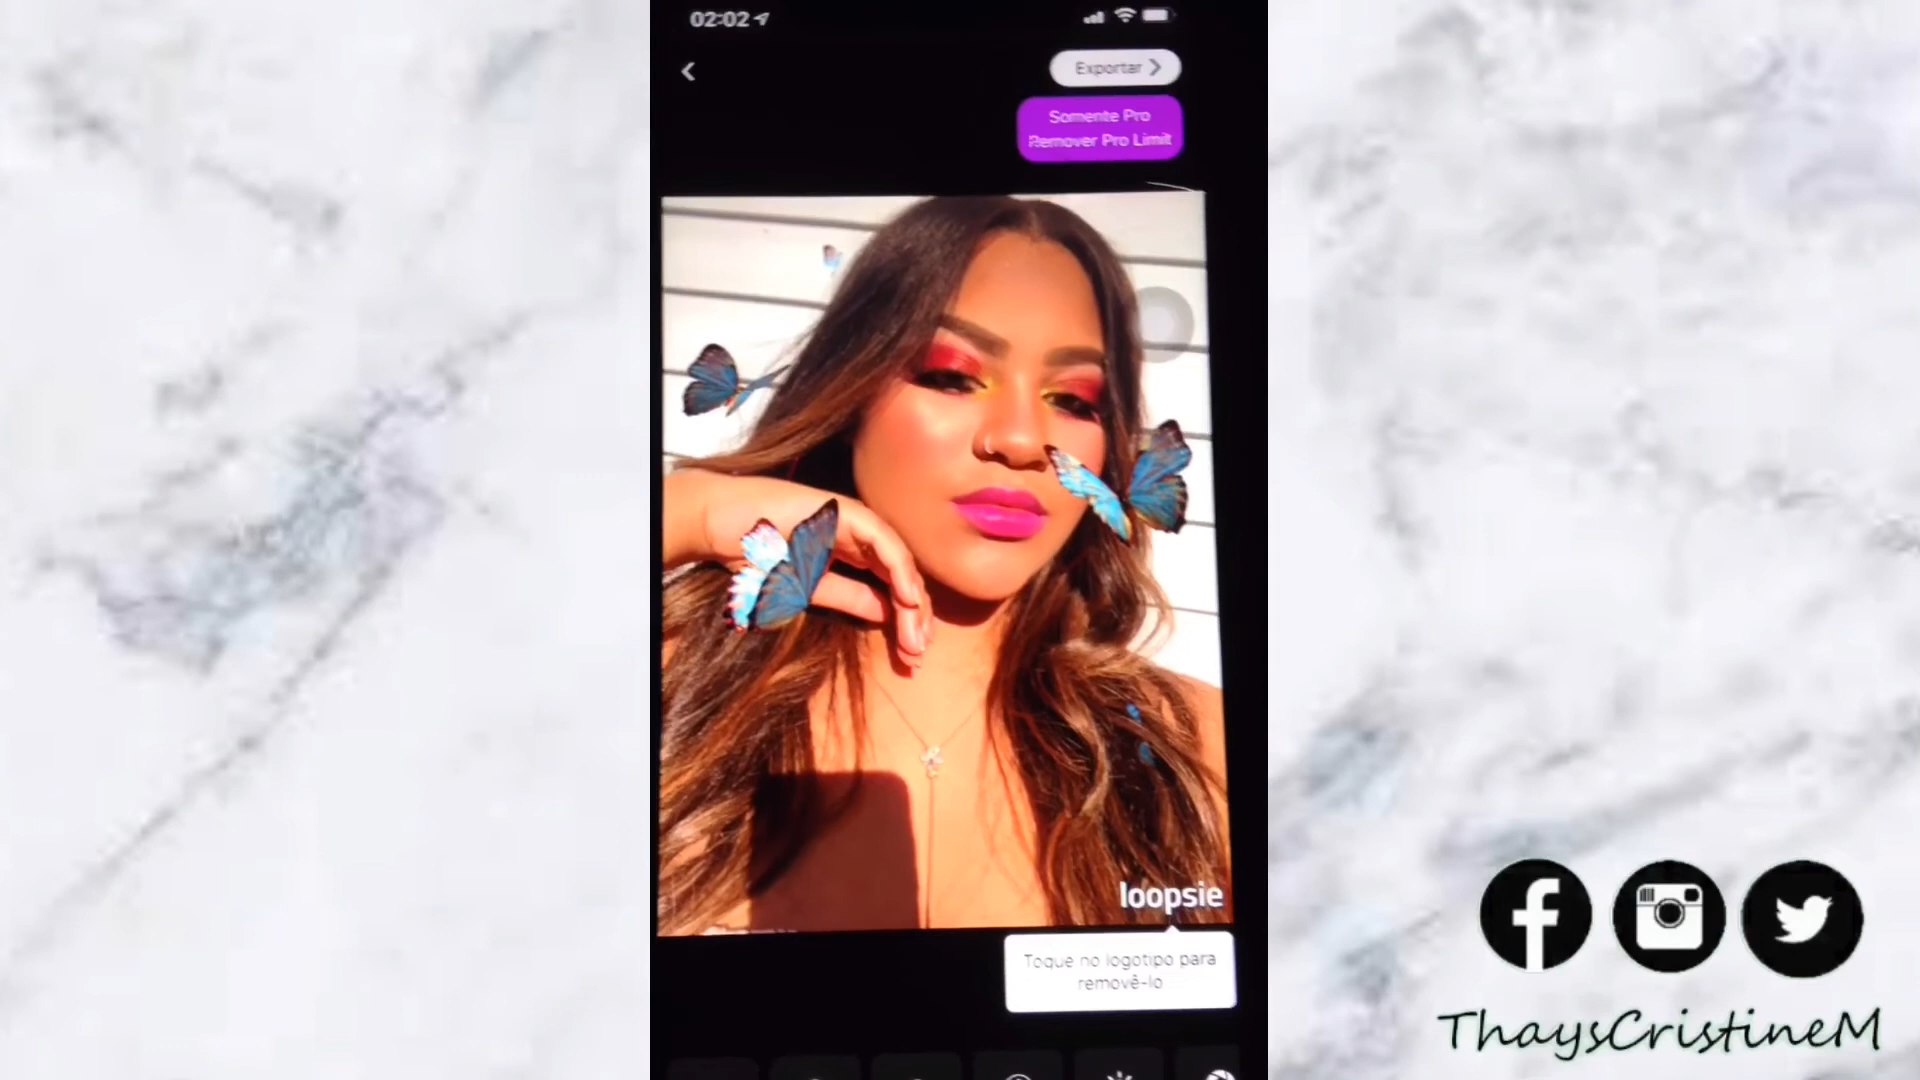 02:02
Exportar
Somente Pro
Remover Pro Limit
loopsie
Toque no logotipo para
removê-lo
ThaysCristineM